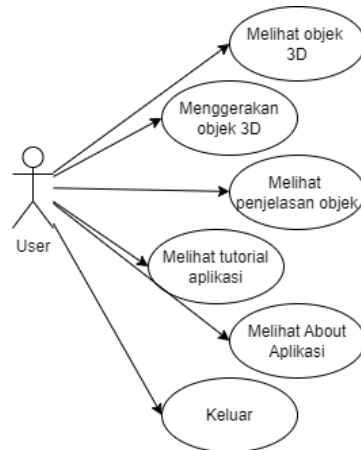 Melihat objek
3D
Menggerakan
objek 3D
Melihat
penjelasan objek
User
Melihat tutorial
aplikasi
Melihat About
Aplikasi
Keluar